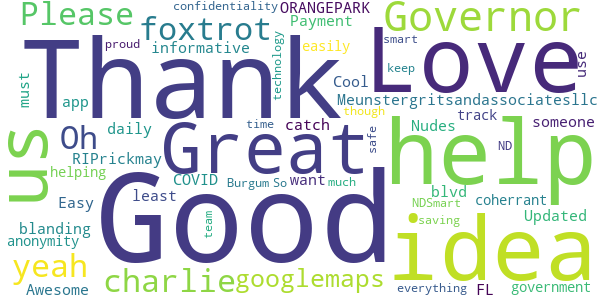 confidentiality ORANGEPARK
Please foxtrot Payment Governor
proud informative technology easily smart
Thank Love use
must app Cool keep
Meunstergritsandassociatesllc
though
us Oh daily Great time catch track someone
safe Nudes help ND
RIPrickmay
helping COVID Burgum So want much blvd coherrant
Easy least Good NDSmart
saving Updated
blanding team idea
anonymity
yeah charlie googlemaps
Awesome everything FL government